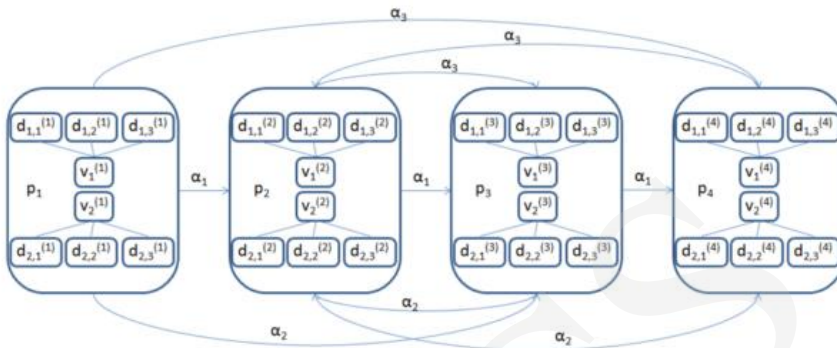 α₃
α₃
α₃
d₁,₁⁽¹⁾ d₁,₂⁽¹⁾ d₁,₃⁽¹⁾ d₁,₁⁽²⁾ d₁,₂⁽²⁾ d₁,₃⁽²⁾ d₁,₁⁽³⁾ d₁,₂⁽³⁾ d₁,₃⁽³⁾ d₁,₁⁽⁴⁾ d₁,₂⁽⁴⁾ d₁,₃⁽⁴⁾
v₁⁽¹⁾ v₁⁽²⁾ v₁⁽³⁾ v₁⁽⁴⁾
p₁ α₁ p₂ α₁ p₃ α₁ p₄
v₂⁽¹⁾ v₂⁽²⁾ v₂⁽³⁾ v₂⁽⁴⁾
d₂,₁⁽¹⁾ d₂,₂⁽¹⁾ d₂,₃⁽¹⁾ d₂,₁⁽²⁾ d₂,₂⁽²⁾ d₂,₃⁽²⁾ d₂,₁⁽³⁾ d₂,₂⁽³⁾ d₂,₃⁽³⁾ d₂,₁⁽⁴⁾ d₂,₂⁽⁴⁾ d₂,₃⁽⁴⁾
α₂
α₂ α₂